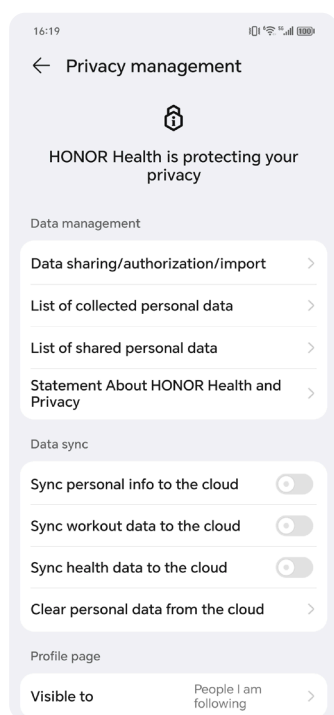 16:19
100
Privacy management
HONOR Health is protecting your
privacy
Data management
Data sharing/authorization/import
List of collected personal data
List of shared personal data
Statement About HONOR Health and
Privacy
Data sync
Sync personal info to the cloud
Sync workout data to the cloud
Sync health data to the cloud
Clear personal data from the cloud
Profile page
Visible to
People I am
following